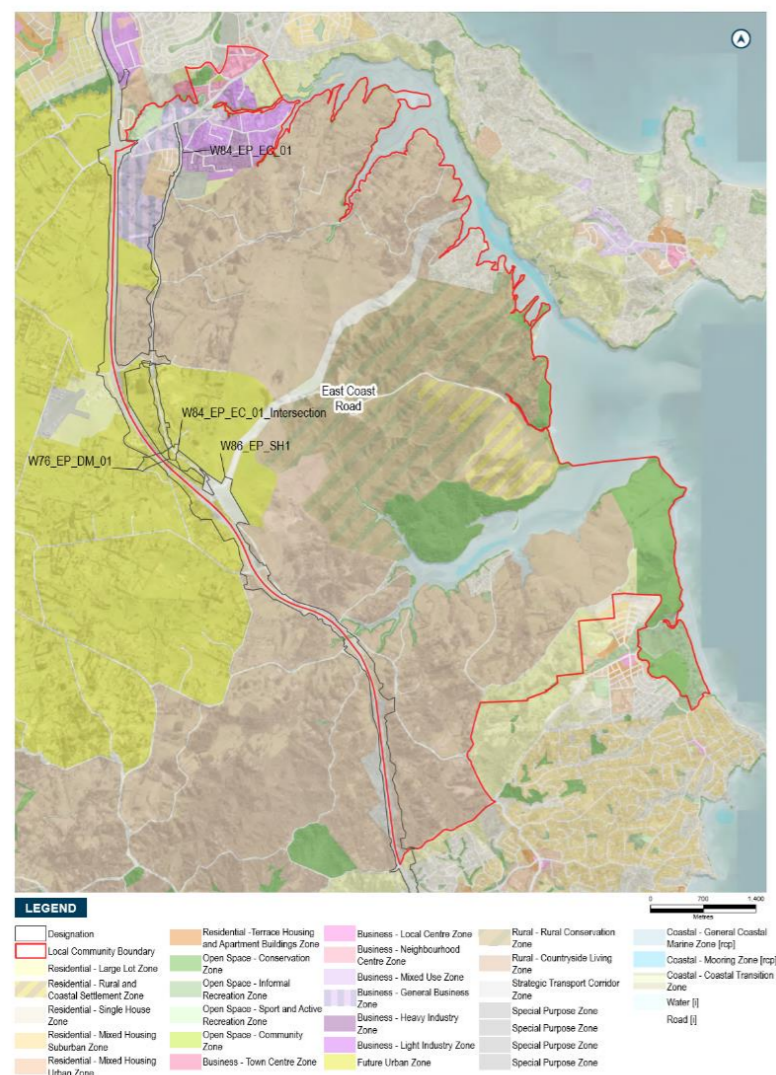 W84_EP_EC_01
East Coast
Road
W84_EP_EC_01_Intersection
W86_EP_SH1
W76_EP_DM_01
LEGEND
0 700 1,400
Metres
Designation
Local Community Boundary
Residential - Large Lot Zone
Residential - Rural and
Coastal Settlement Zone
Residential - Single House
Zone
Residential - Mixed Housing
Suburban Zone
Residential - Mixed Housing
Urban Zone
Residential -Terrace Housing
and Apartment Buildings Zone
Open Space - Conservation
Zone
Open Space - Informal
Recreation Zone
Open Space - Sport and Active
Recreation Zone
Open Space - Community
Zone
Business - Town Centre Zone
Business - Local Centre Zone
Business - Neighbourhood
Centre Zone
Business - Mixed Use Zone
Business - General Business
Zone
Business - Heavy Industry
Zone
Business - Light Industry Zone
Future Urban Zone
Rural - Rural Conservation
Zone
Rural - Countryside Living
Zone
Strategic Transport Corridor
Zone
Special Purpose Zone
Special Purpose Zone
Special Purpose Zone
Special Purpose Zone
Coastal - General Coastal
Marine Zone [rcp]
Coastal - Mooring Zone [rcp]
Coastal - Coastal Transition
Zone
Water [i]
Road [i]